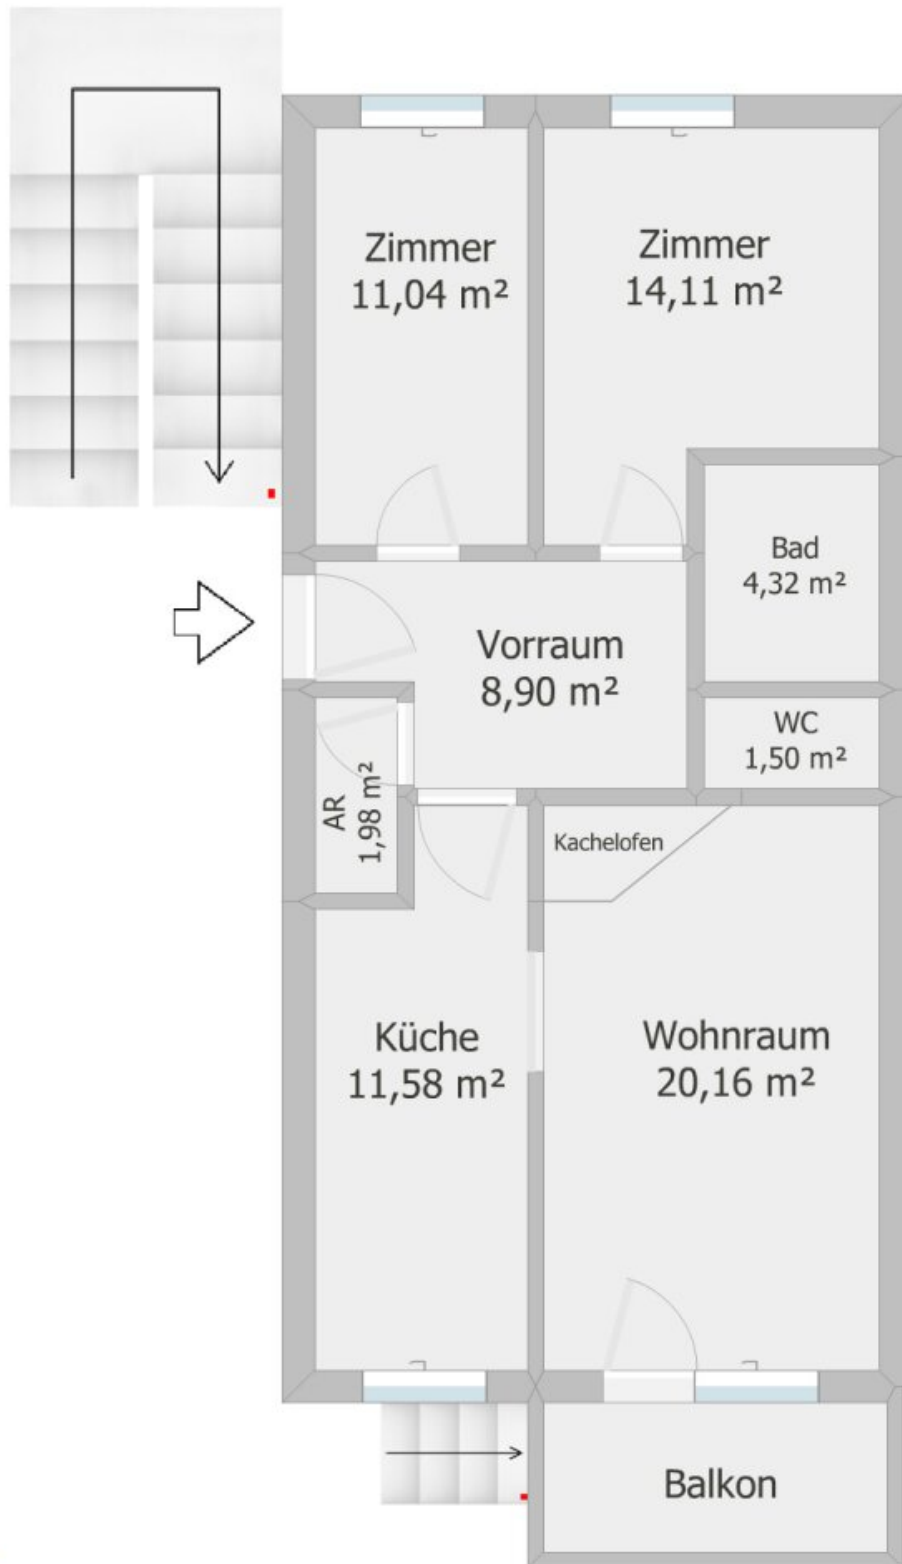 Zimmer
11,04 m²
Zimmer
14,11 m²
Bad
4,32 m²
Vorraum
8,90 m²
WC
1,50 m²
AR
1,98 m²
Kachelofen
Küche
11,58 m²
Wohnraum
20,16 m²
Balkon